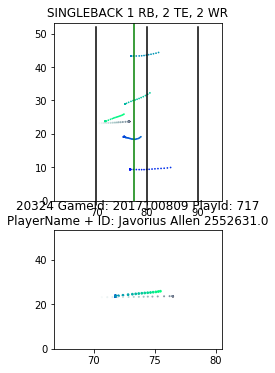 SINGLEBACK 1 RB, 2 TE, 2 WR
50
40
30
20
10
0
70 80 90
20324 GameId: 2017100809 PlayId: 717
PlayerName + ID: Javorius Allen 2552631.0
40
20
0
70 75 80